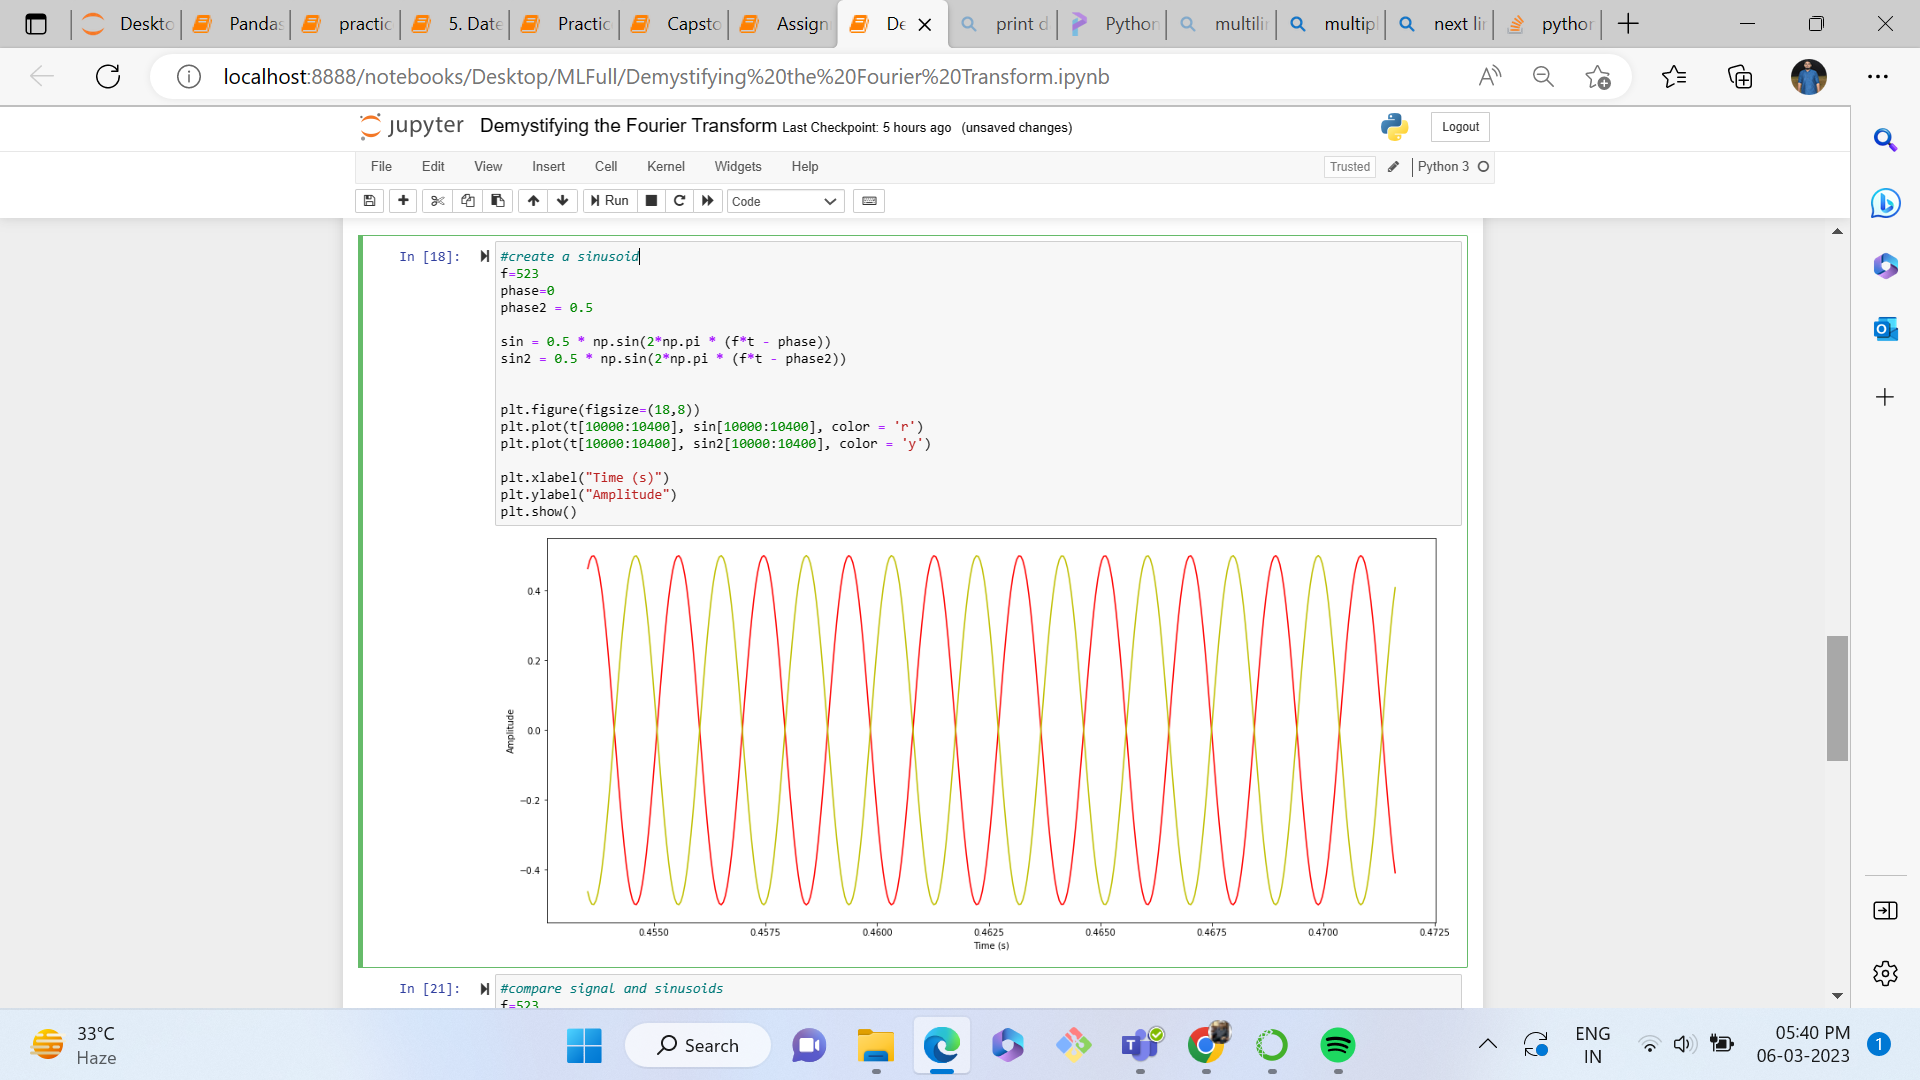 Deskto
Pandas
practic
5. Date
Practic
Capsto
Assign
De
print d
Python
multilin
multipl
next lin
python
localhost:8888/notebooks/Desktop/MLFull/Demystifying%20the%20Fourier%20Transform.ipynb
jupyter Demystifying the Fourier Transform Last Checkpoint: 5 hours ago (unsaved changes)
Logout
File Edit View Insert Cell Kernel Widgets Help
Trusted Python 3
Run Code
In [18]:
#create a sinusoid
f=523
phase=0
phase2 = 0.5
sin = 0.5 * np.sin(2*np.pi * (f*t - phase))
sin2 = 0.5 * np.sin(2*np.pi * (f*t - phase2))
plt.figure(figsize=(18,8))
plt.plot(t[10000:10400], sin[10000:10400], color = 'r')
plt.plot(t[10000:10400], sin2[10000:10400], color = 'y')
plt.xlabel("Time (s)")
plt.ylabel("Amplitude")
plt.show()
0.4
0.2
0.0
−0.2
−0.4
Amplitude
0.4550 0.4575 0.4600 0.4625 0.4650 0.4675 0.4700 0.4725
Time (s)
In [21]:
#compare signal and sinusoids
f=523
33°C
Haze
Search
ENG
IN
05:40 PM
06-03-2023
1